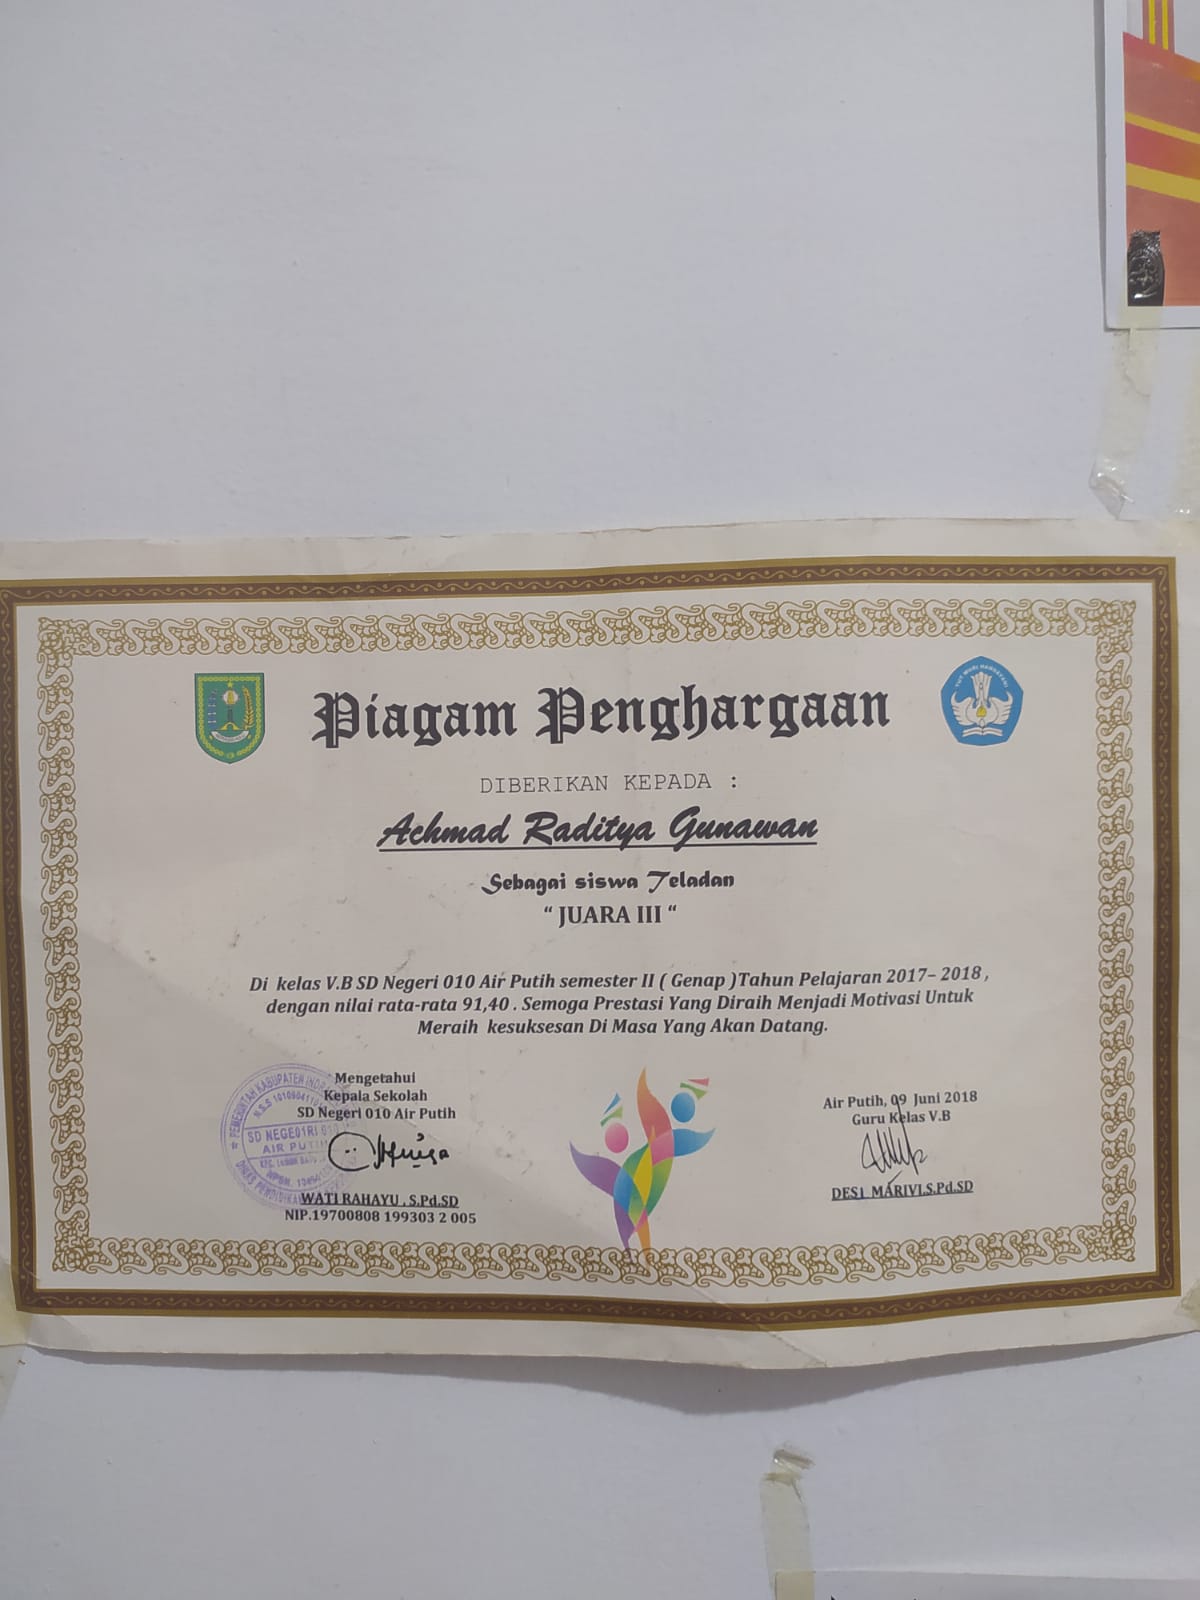 Piagam Penghargaan
TUT WURI HANDAYANI
DIBERIKAN KEPADA :
Achmad Raditya Gunawan
Sebagai siswa Teladan
“ JUARA III “
Di kelas V.B SD Negeri 010 Air Putih semester II ( Genap )Tahun Pelajaran 2017– 2018 ,
dengan nilai rata-rata 91,40 . Semoga Prestasi Yang Diraih Menjadi Motivasi Untuk
Meraih kesuksesan Di Masa Yang Akan Datang.
Mengetahui
Kepala Sekolah
SD Negeri 010 Air Putih
PEMERINTAH KABUPATEN
SD NEGE01RI
AIR PUTIH
WATI RAHAYU , S.Pd.SD
NIP.19700808 199303 2 005
Air Putih, 09 Juni 2018
Guru Kelas V.B
DESI MARIVI,S.Pd.SD